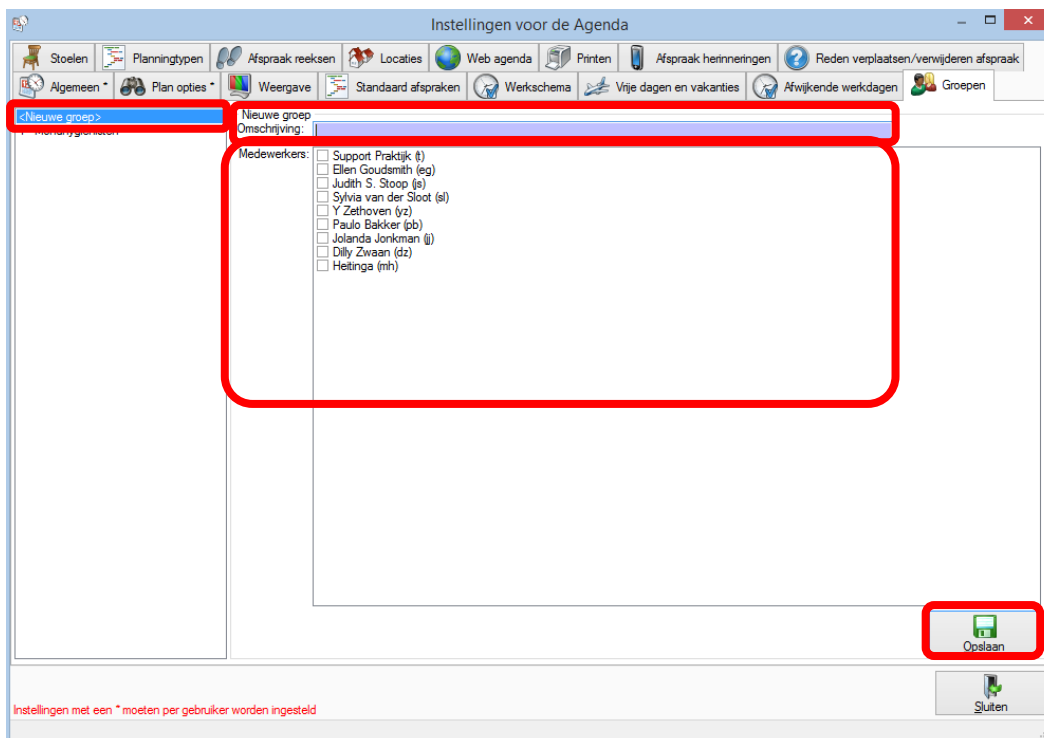 Instellingen voor de Agenda
Stoelen Planningtypen Afspraak reeksen Locaties Web agenda Printen Afspraak herinneringen Reden verplaatsen/verwijderen afspraak
Algemeen * Plan opties * Weergave Standaard afspraken Werkschema Vrije dagen en vakanties Afwijkende werkdagen Groepen
<Nieuwe groep>
Nieuwe groep
Omschrijving:
Medewerkers:
Support Praktijk (t)
Ellen Goudsmith (eg)
Judith S. Stoop (js)
Sylvia van der Sloot (sl)
Y Zethoven (yz)
Paulo Bakker (pb)
Jolanda Jonkman (jj)
Dilly Zwaan (dz)
Heitinga (mh)
Opslaan
Sluiten
Instellingen met een * moeten per gebruiker worden ingesteld